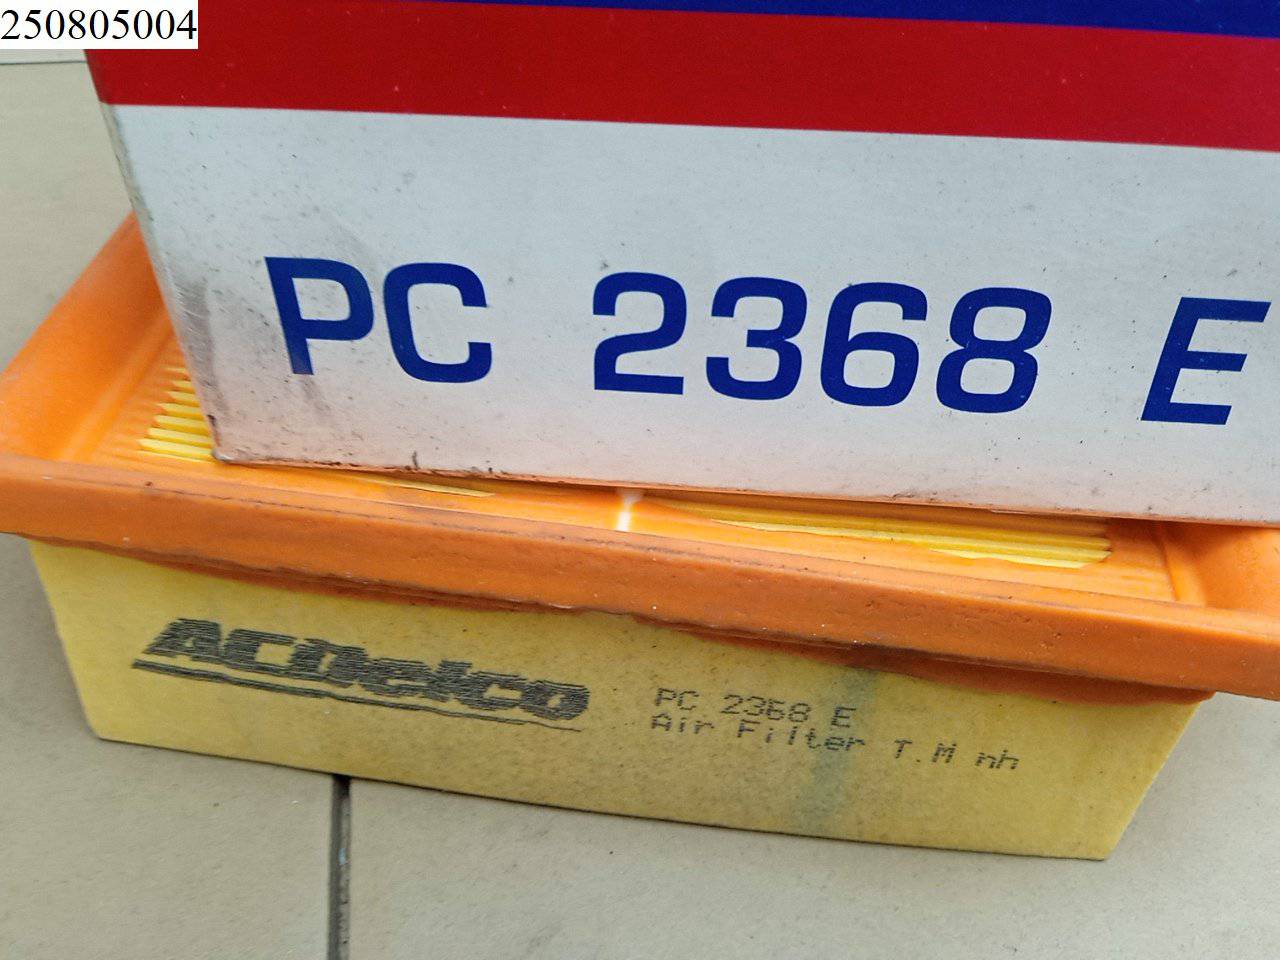 250805004
PC 2368 E
ACDelco
PC 2368 E
Air Filter T.M nh